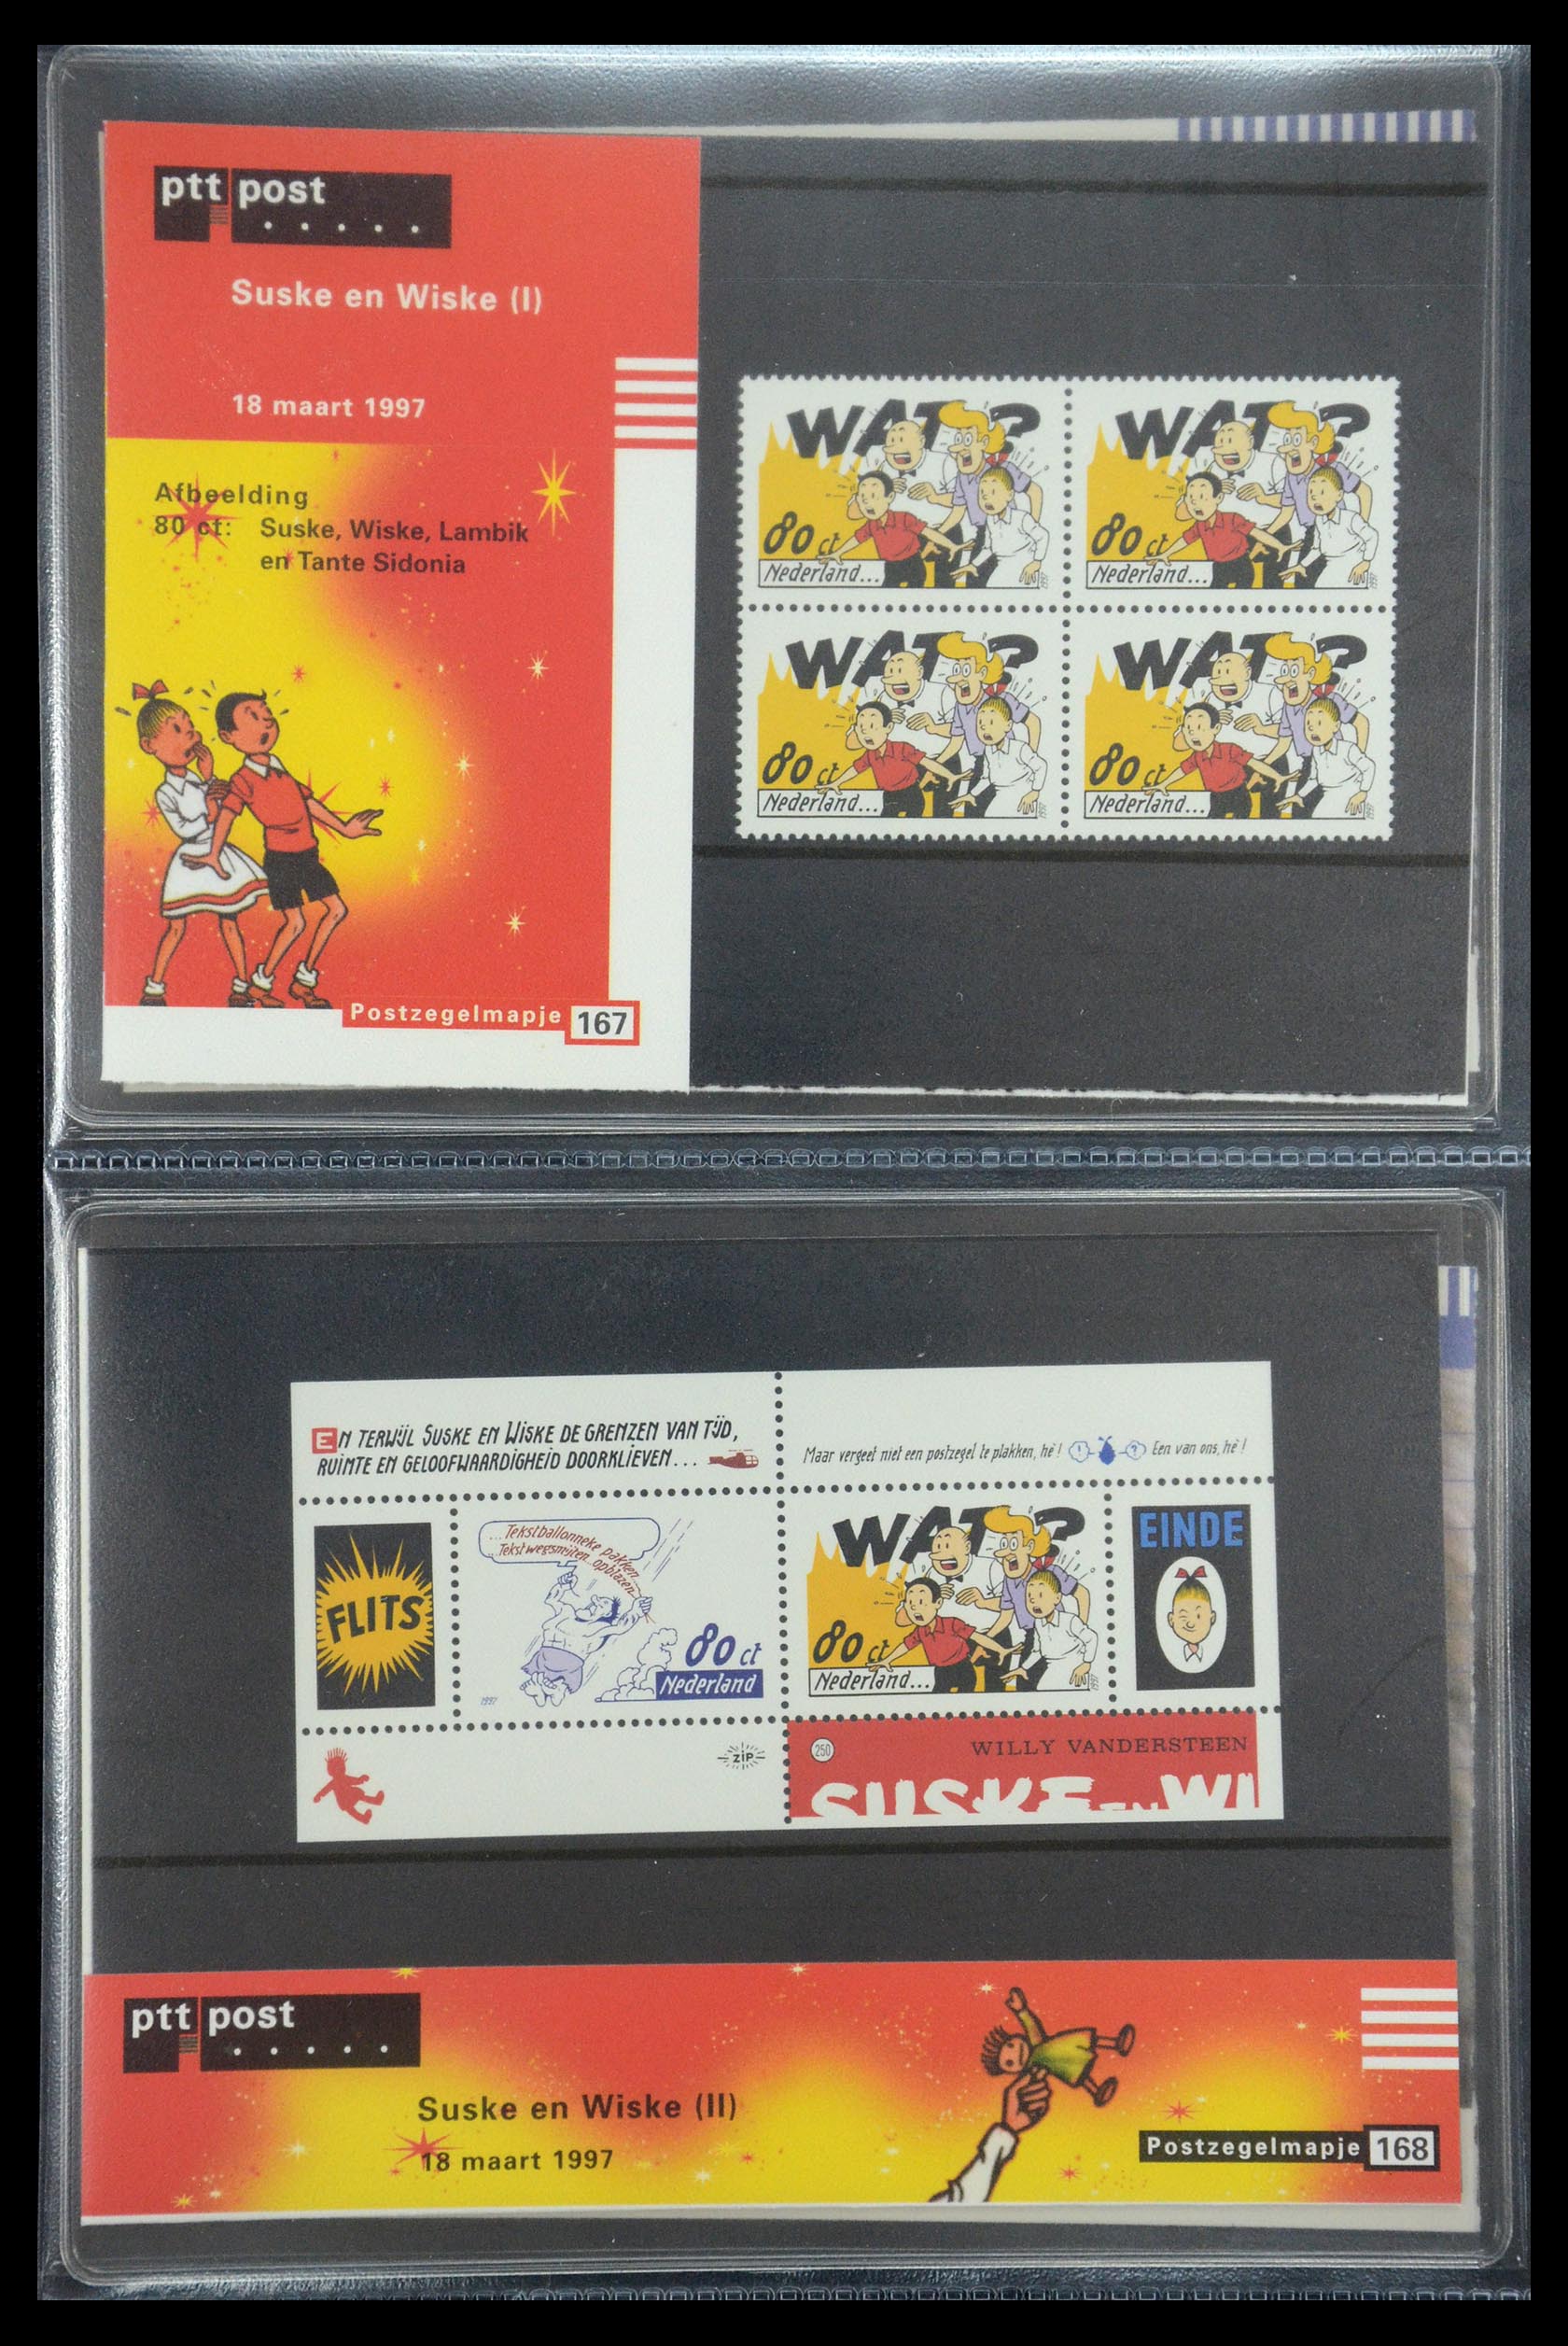 ptt post
Suske en Wiske (I)
18 maart 1997
Afbeelding
80 ct: Suske, Wiske, Lambik
en Tante Sidonia
Postzegelmapje 167
WAT?
80 ct
Nederland...
WAT?
80 ct
Nederland...
WAT?
80 ct
Nederland...
WAT?
80 ct
Nederland...
EN TERWIJL SUSKE EN WISKE DE GRENZEN VAN TIJD,
RUIMTE EN GELOOFWAARDIGHEID DOORKLIEVEN...
Maar vergeet niet een postzegel te plakken, hè! ! ? Een van ons, hè!
FLITS
...Tekstballonneke pakken...
...Tekst wegsmijten...opblazen...
80 ct
Nederland
1997
WAT?
80 ct
Nederland...
EINDE
ZIP
250
WILLY VANDERSTEEN
SUSKE EN WI
ptt post
Suske en Wiske (II)
18 maart 1997
Postzegelmapje 168